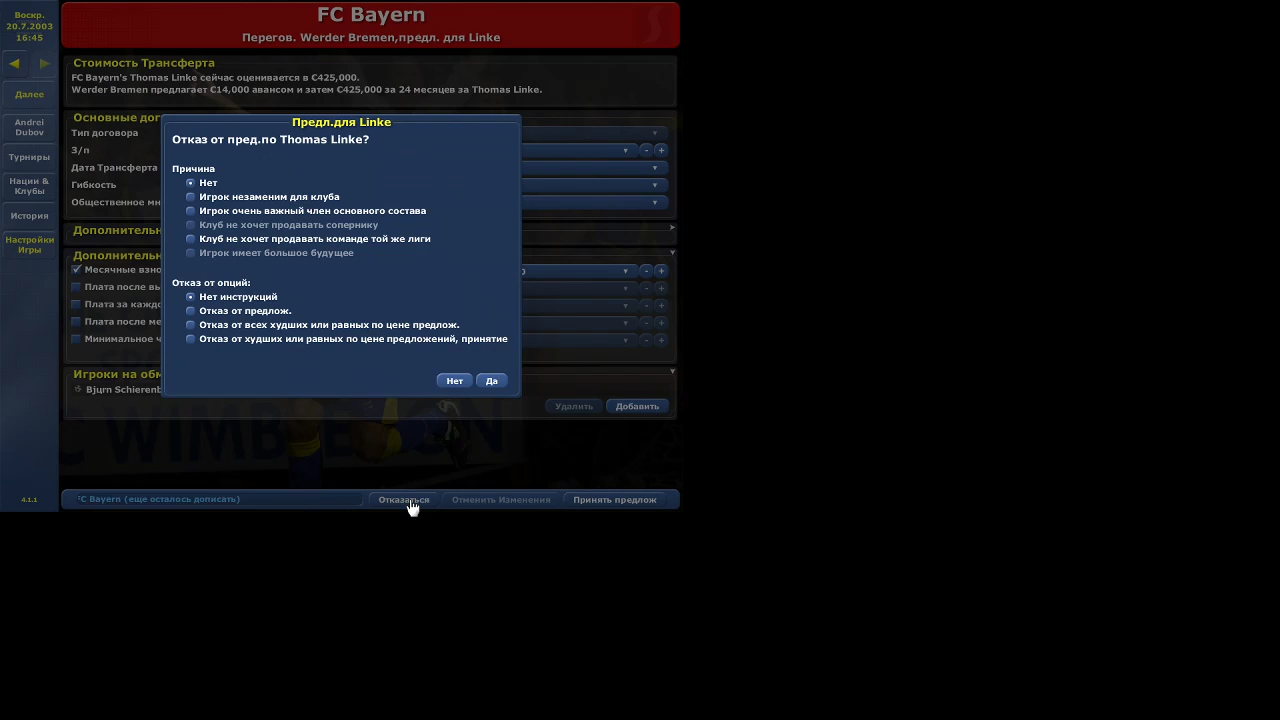 Воскр.
20.7.2003
16:45
Далее
Andrei
Dubov
Турниры
Нации &
Клубы
История
Настройки
Игры
4.1.1
FC Bayern
Перегов. Werder Bremen,предл. для Linke
Стоимость Трансферта
FC Bayern's Thomas Linke сейчас оценивается в €425,000.
Werder Bremen предлагает €14,000 авансом и затем €425,000 за 24 месяцев за Thomas Linke.
Основные дог
Тип договора
З/п
Дата Трансферта
Гибкость
Общественное мн
Дополнительн
Дополнительн
Месячные взно
Плата после вы
Плата за каждо
Плата после ме
Минимальное ч
Игроки на обм
Bjцrn Schierenb
Удалить
Добавить
Предл.для Linke
Отказ от пред.по Thomas Linke?
Причина
Нет
Игрок незаменим для клуба
Игрок очень важный член основного состава
Клуб не хочет продавать сопернику
Клуб не хочет продавать команде той же лиги
Игрок имеет большое будущее
Отказ от опций:
Нет инструкций
Отказ от предлож.
Отказ от всех худших или равных по цене предлож.
Отказ от худших или равных по цене предложений, принятие
Нет
Да
FC Bayern (еще осталось дописать)
Отказаться
Отменить Изменения
Принять предлож